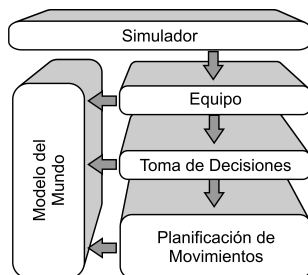 Simulador
Equipo
Modelo del
Mundo
Toma de Decisiones
Planificación de
Movimientos